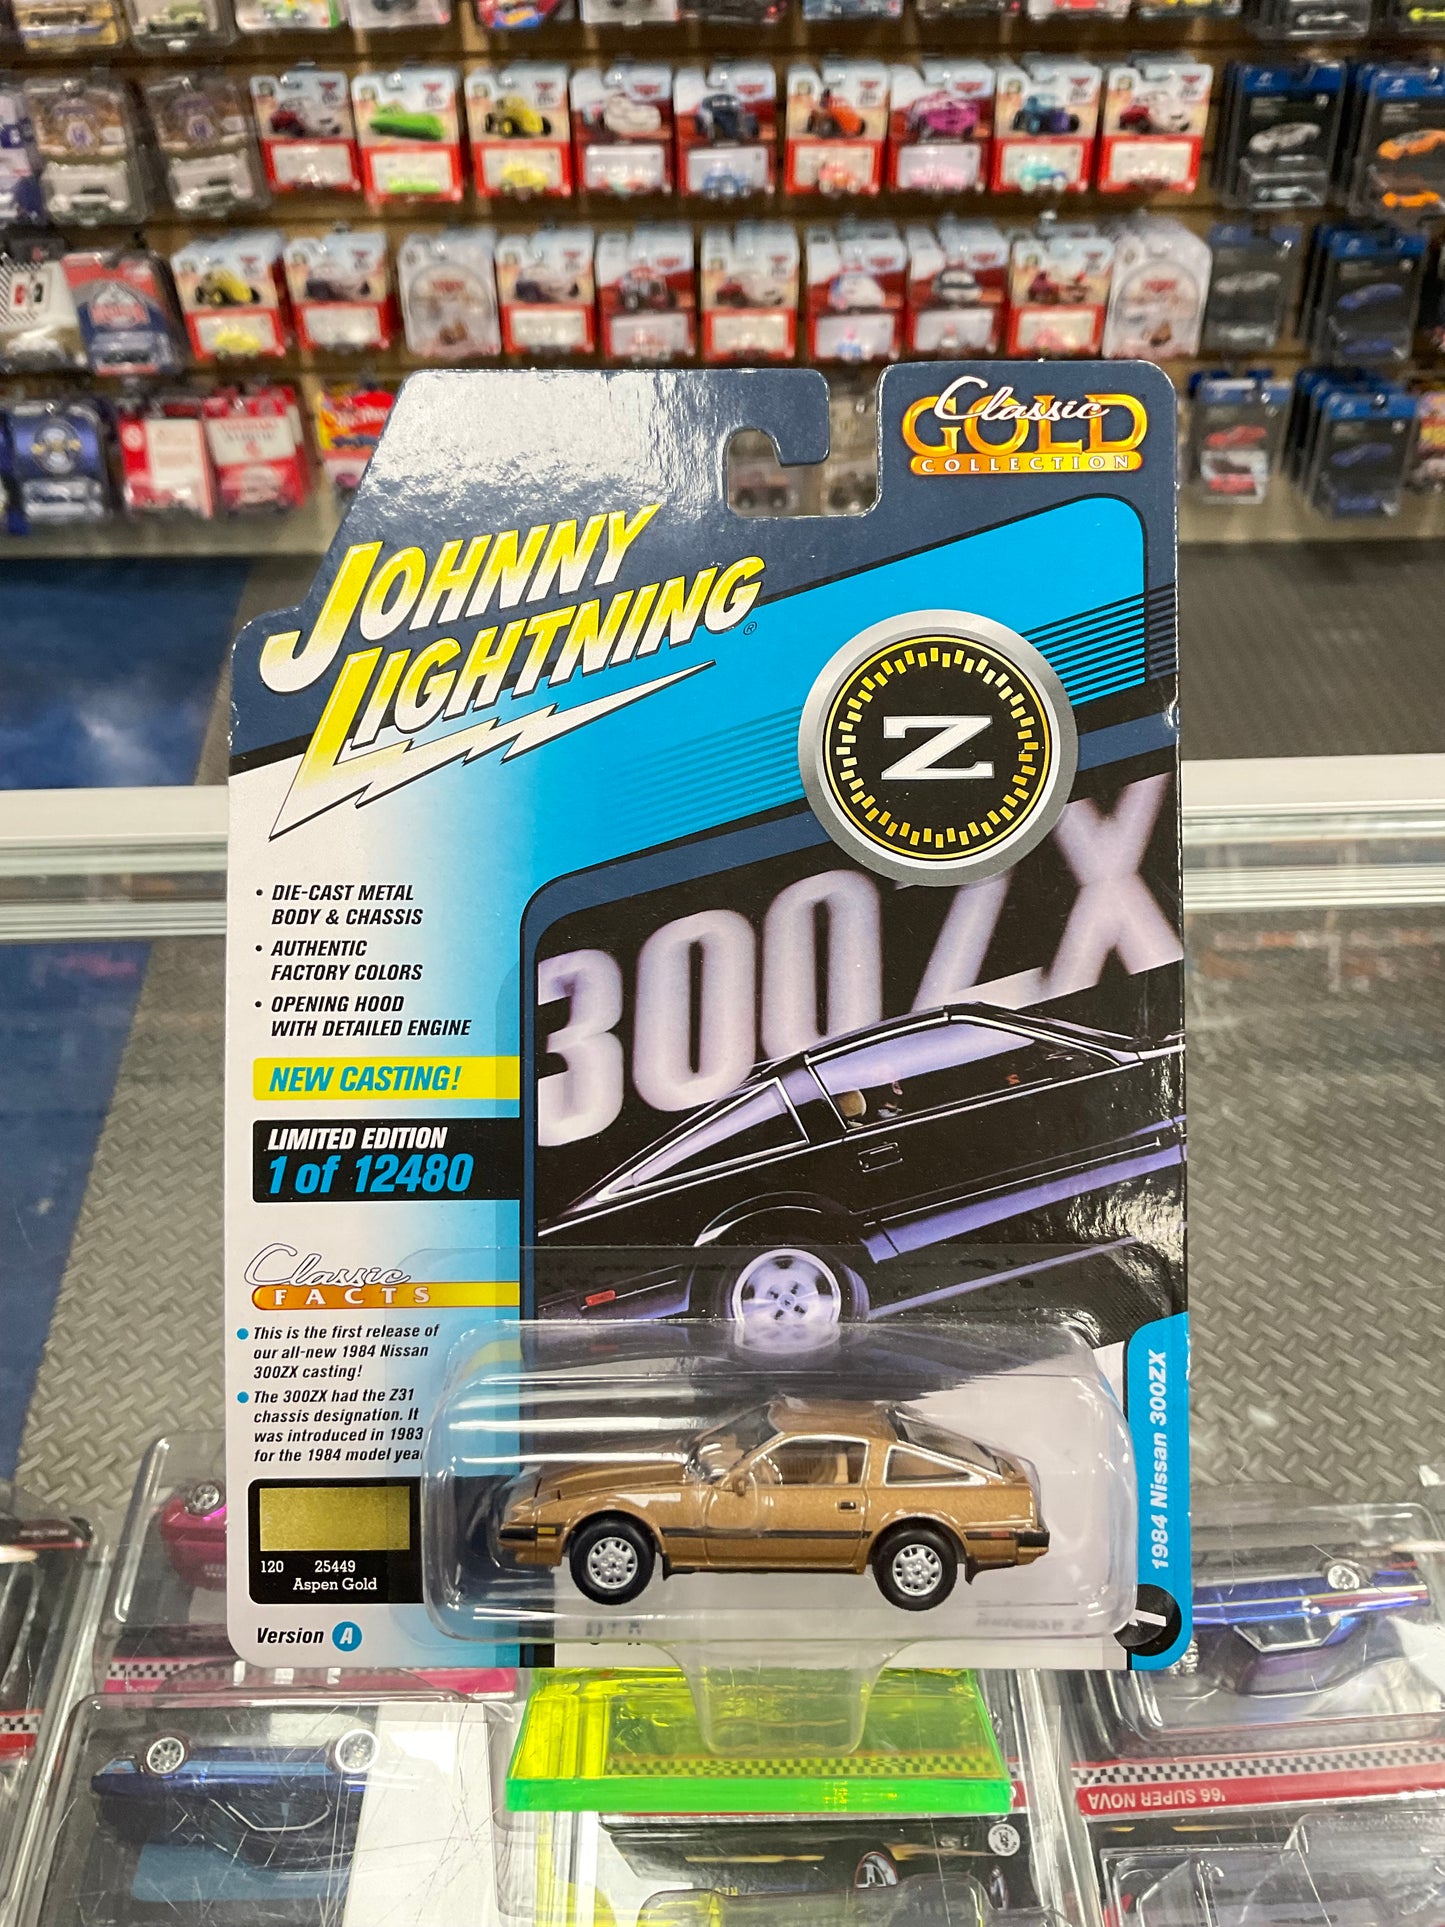 Classic
GOLD
COLLECTION
JOHNNY
LIGHTNING®
Z
300ZX
• DIE-CAST METAL
BODY & CHASSIS
• AUTHENTIC
FACTORY COLORS
• OPENING HOOD
WITH DETAILED ENGINE
NEW CASTING!
LIMITED EDITION
1 of 12480
Classic
FACTS
This is the first release of
our all-new 1984 Nissan
300ZX casting!
The 300ZX had the Z31
chassis designation. It
was introduced in 1983
for the 1984 model year
120 25449
Aspen Gold
Version A
1984 Nissan 300ZX
1
'66 SUPER NOVA